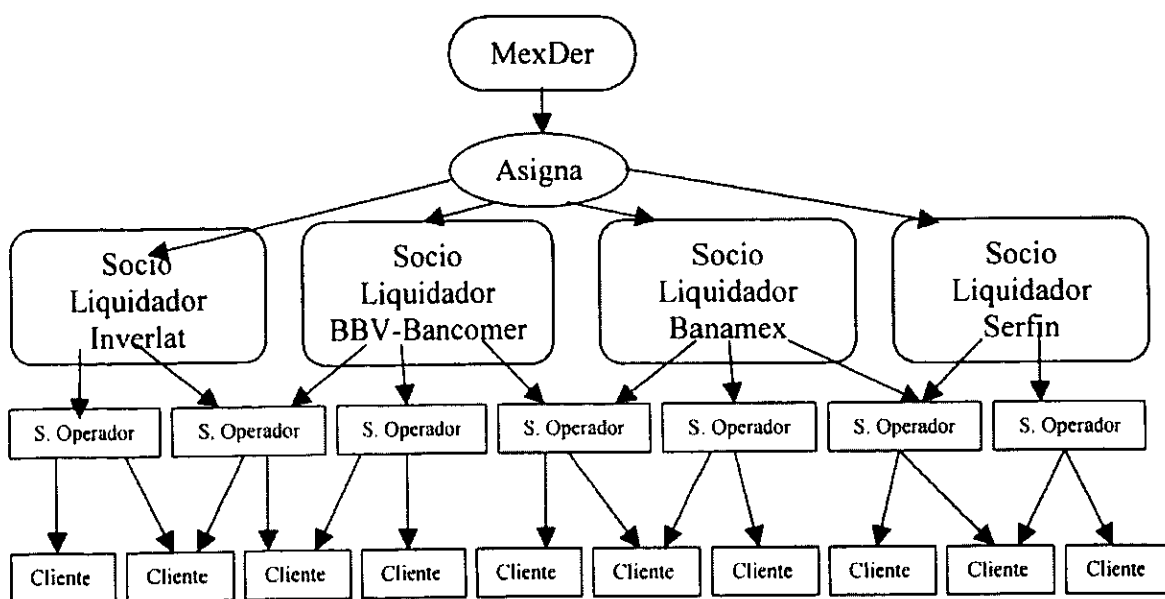 MexDer
Asigna
Socio
Liquidador
Inverlat
Socio
Liquidador
BBV-Bancomer
Socio
Liquidador
Banamex
Socio
Liquidador
Serfin
S. Operador
S. Operador
S. Operador
S. Operador
S. Operador
S. Operador
S. Operador
Cliente
Cliente
Cliente
Cliente
Cliente
Cliente
Cliente
Cliente
Cliente
Cliente